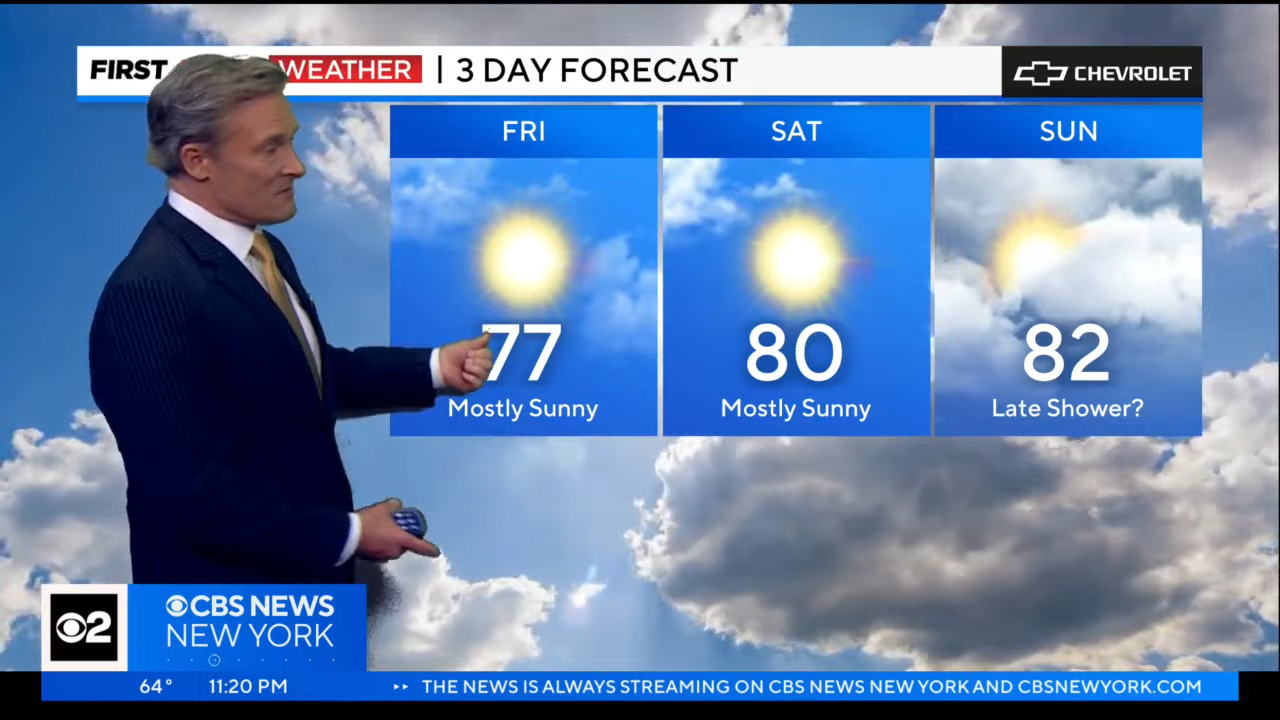 FIRST WEATHER | 3 DAY FORECAST
CHEVROLET
FRI
SAT
SUN
77
80
82
Mostly Sunny
Mostly Sunny
Late Shower?
2
CBS NEWS
NEW YORK
64° 11:20 PM
THE NEWS IS ALWAYS STREAMING ON CBS NEWS NEW YORK AND CBSNEWYORK.COM